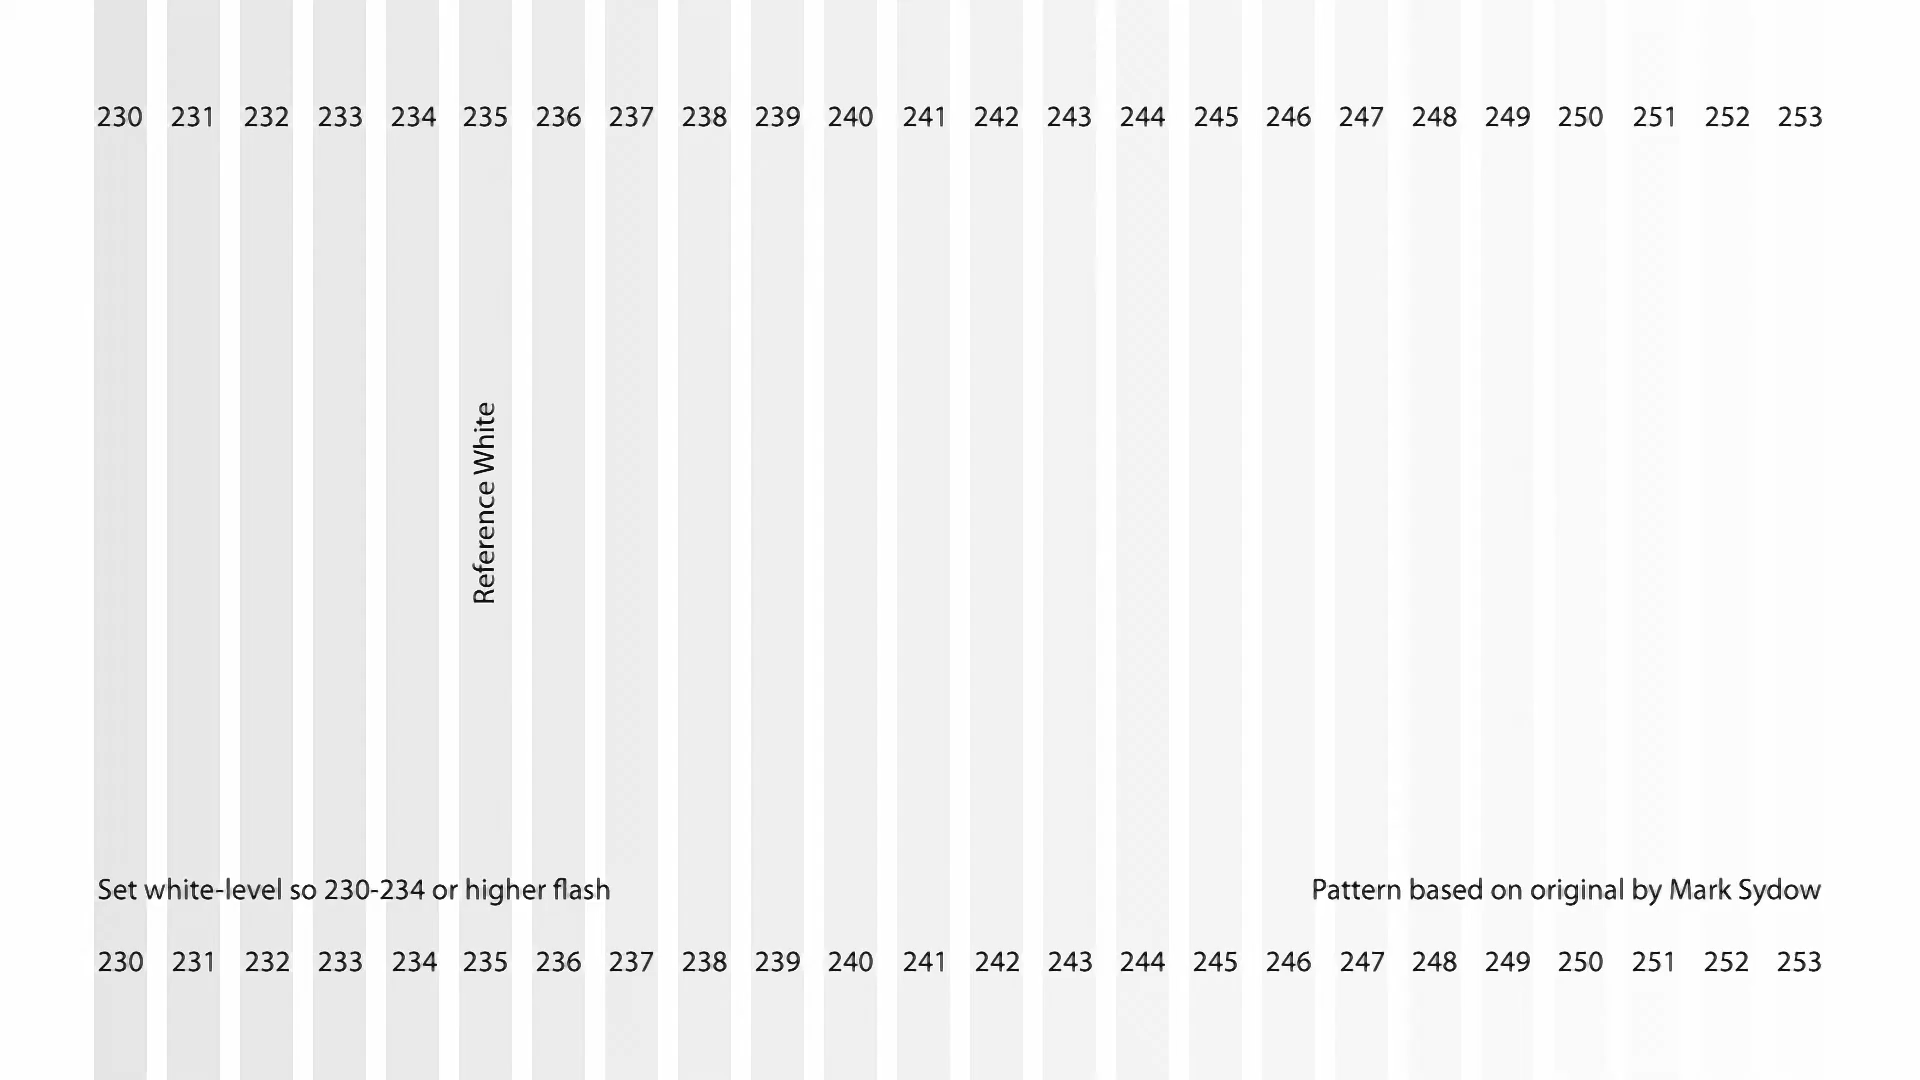 230 231 232 233 234 235 236 237 238 239 240 241 242 243 244 245 246 247 248 249 250 251 252 253
Reference White
Set white-level so 230-234 or higher flash
Pattern based on original by Mark Sydow
230 231 232 233 234 235 236 237 238 239 240 241 242 243 244 245 246 247 248 249 250 251 252 253